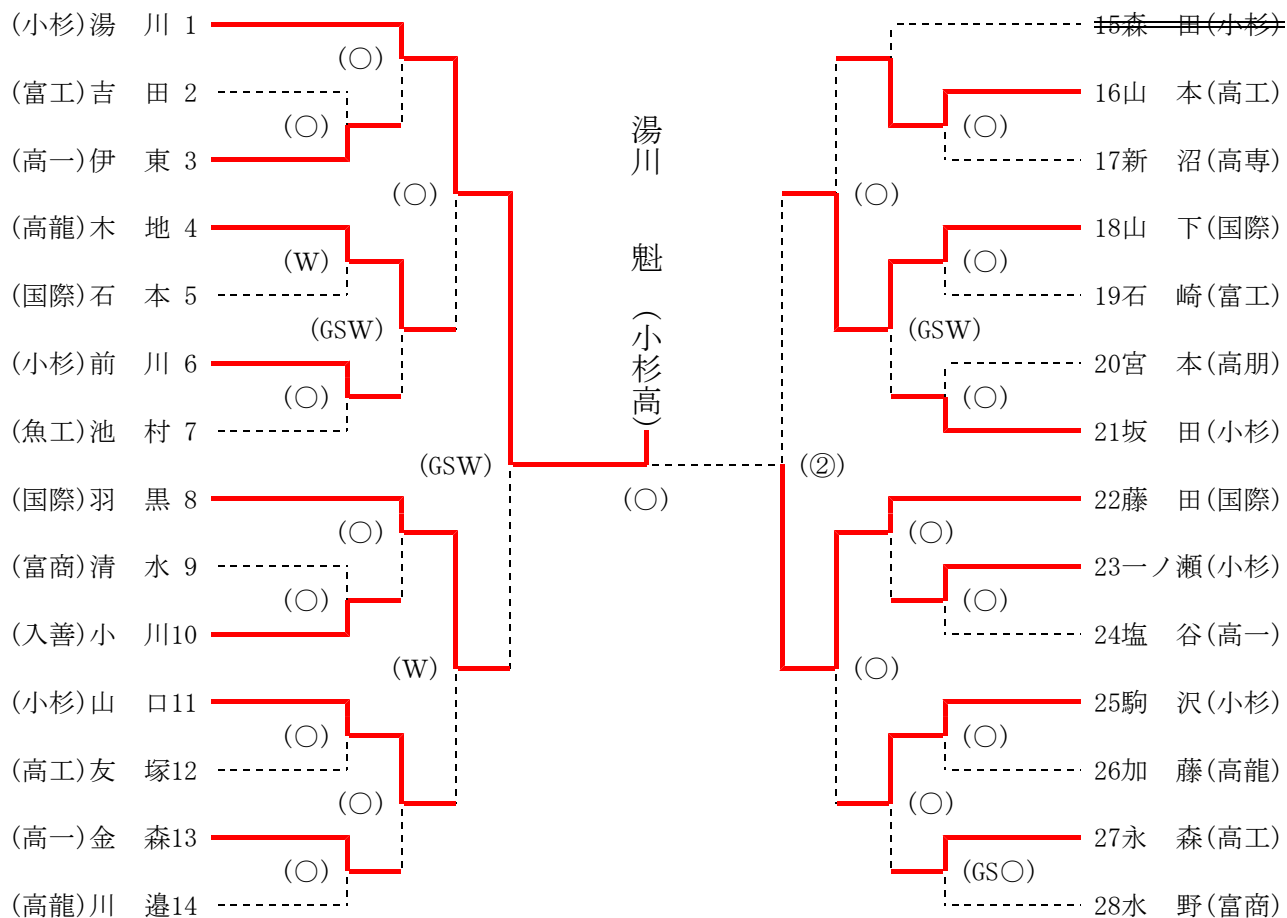 (小杉)湯　川 1
(富工)吉　田 2
(高一)伊　東 3
(高龍)木　地 4
(国際)石　本 5
(小杉)前　川 6
(魚工)池　村 7
(国際)羽　黒 8
(富商)清　水 9
(入善)小　川10
(小杉)山　口11
(高工)友　塚12
(高一)金　森13
(高龍)川　邉14
(○)
(○)
(○)
(W)
(GSW)
(○)
(GSW)
(○)
(○)
(W)
(○)
(○)
(○)
湯川　魁（小杉高）
(○)
(○)
(○)
(○)
(GSW)
(○)
(②)
(○)
(○)
(○)
(○)
(○)
(GS○)
15森　田(小杉)
16山　本(高工)
17新　沼(高専)
18山　下(国際)
19石　崎(富工)
20宮　本(高朋)
21坂　田(小杉)
22藤　田(国際)
23一ノ瀬(小杉)
24塩　谷(高一)
25駒　沢(小杉)
26加　藤(高龍)
27永　森(高工)
28水　野(富商)